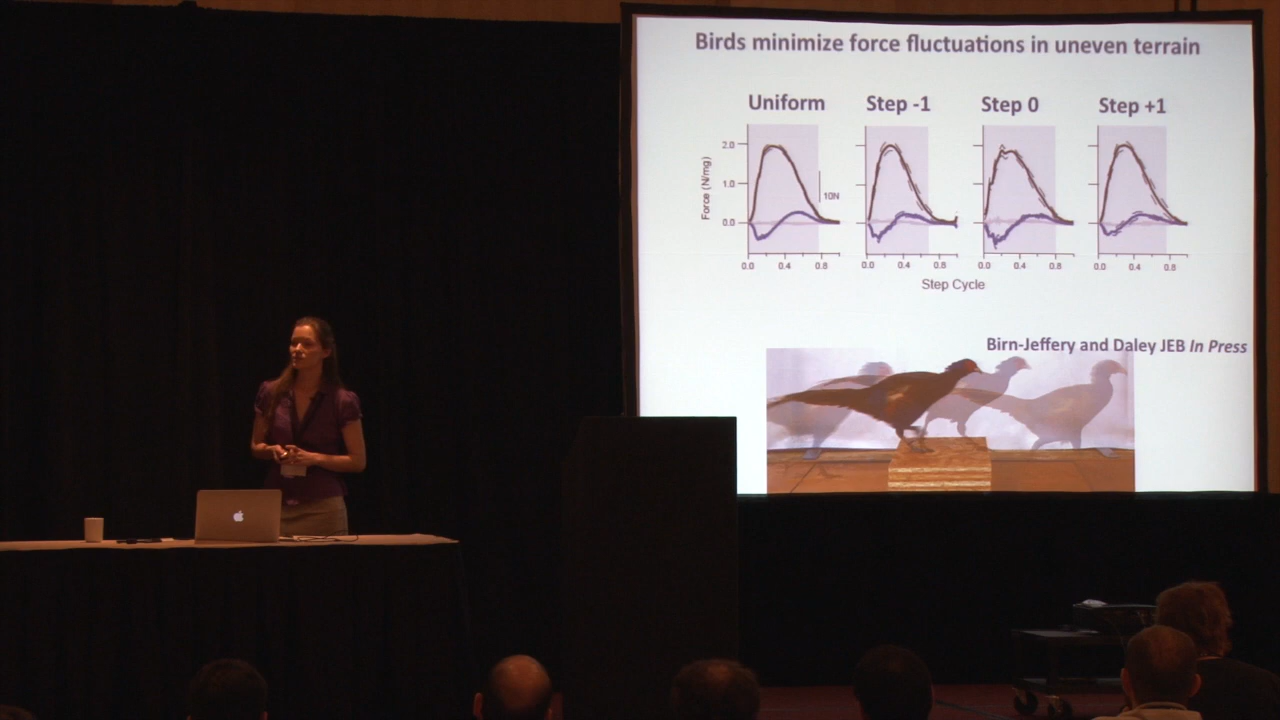 Birds minimize force fluctuations in uneven terrain
Uniform Step -1 Step 0 Step +1
2.0
1.0
0.0
Force (N/mg)
10N
0.0 0.4 0.8 0.0 0.4 0.8 0.0 0.4 0.8 0.0 0.4 0.8
Step Cycle
Birn-Jeffery and Daley JEB In Press